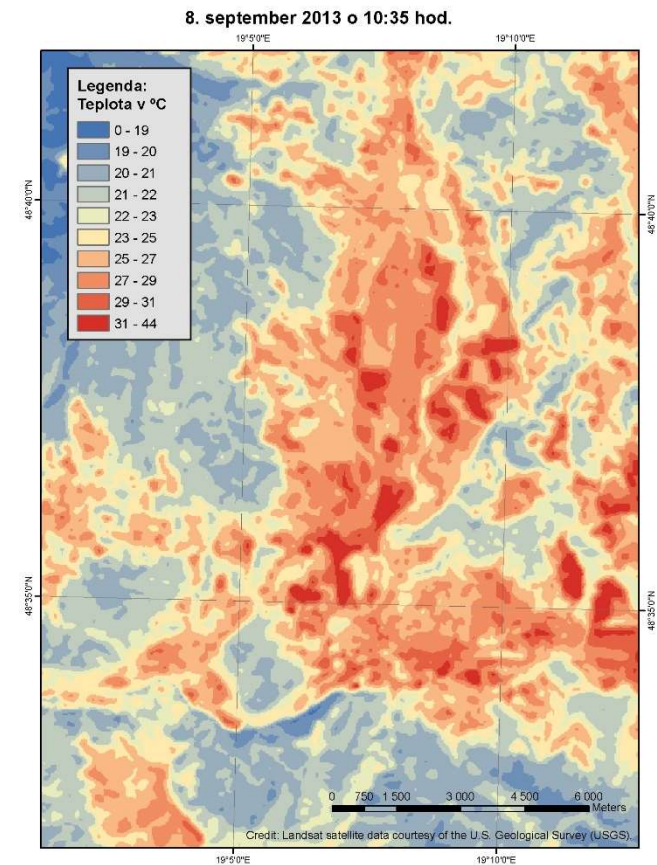 8. september 2013 o 10:35 hod.
19°5'0"E 19°10'0"E
Legenda:
Teplota v ºC
0 - 19
19 - 20
20 - 21
21 - 22
22 - 23
23 - 25
25 - 27
27 - 29
29 - 31
31 - 44
48°40'0"N 48°40'0"N
48°35'0"N 48°35'0"N
0 750 1 500 3 000 4 500 6 000
Meters
Credit: Landsat satellite data courtesy of the U.S. Geological Survey (USGS).
19°5'0"E 19°10'0"E